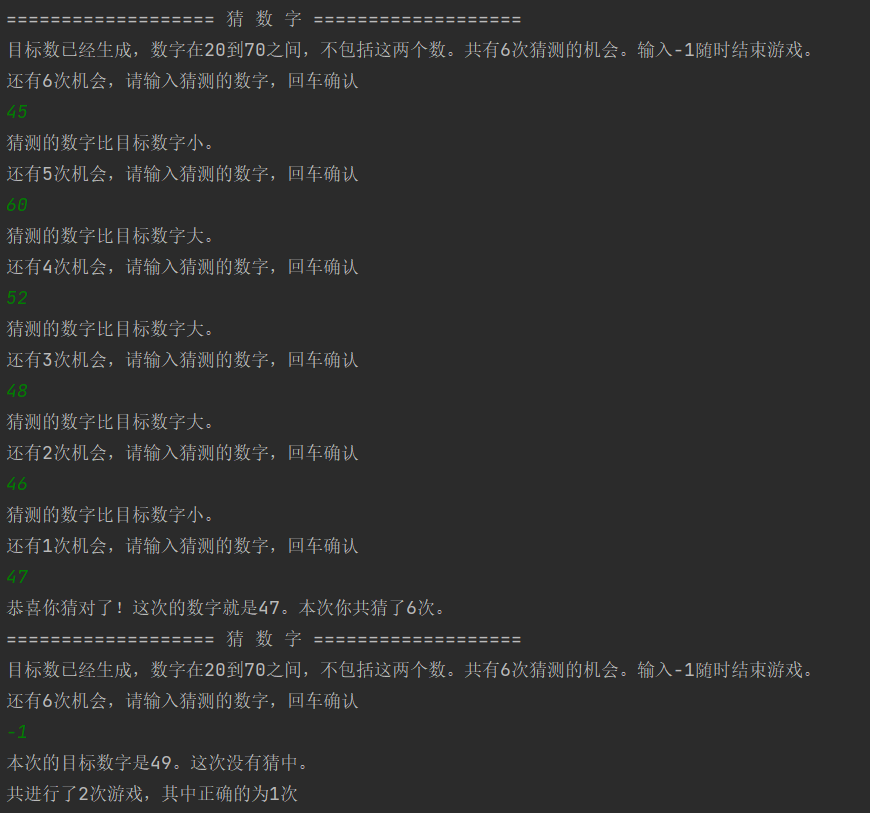 =================== 猜 数 字 ===================
目标数已经生成，数字在20到70之间，不包括这两个数。共有6次猜测的机会。输入-1随时结束游戏。
还有6次机会，请输入猜测的数字，回车确认
45
猜测的数字比目标数字小。
还有5次机会，请输入猜测的数字，回车确认
60
猜测的数字比目标数字大。
还有4次机会，请输入猜测的数字，回车确认
52
猜测的数字比目标数字大。
还有3次机会，请输入猜测的数字，回车确认
48
猜测的数字比目标数字大。
还有2次机会，请输入猜测的数字，回车确认
46
猜测的数字比目标数字小。
还有1次机会，请输入猜测的数字，回车确认
47
恭喜你猜对了！这次的数字就是47。本次你共猜了6次。
=================== 猜 数 字 ===================
目标数已经生成，数字在20到70之间，不包括这两个数。共有6次猜测的机会。输入-1随时结束游戏。
还有6次机会，请输入猜测的数字，回车确认
-1
本次的目标数字是49。这次没有猜中。
共进行了2次游戏，其中正确的为1次